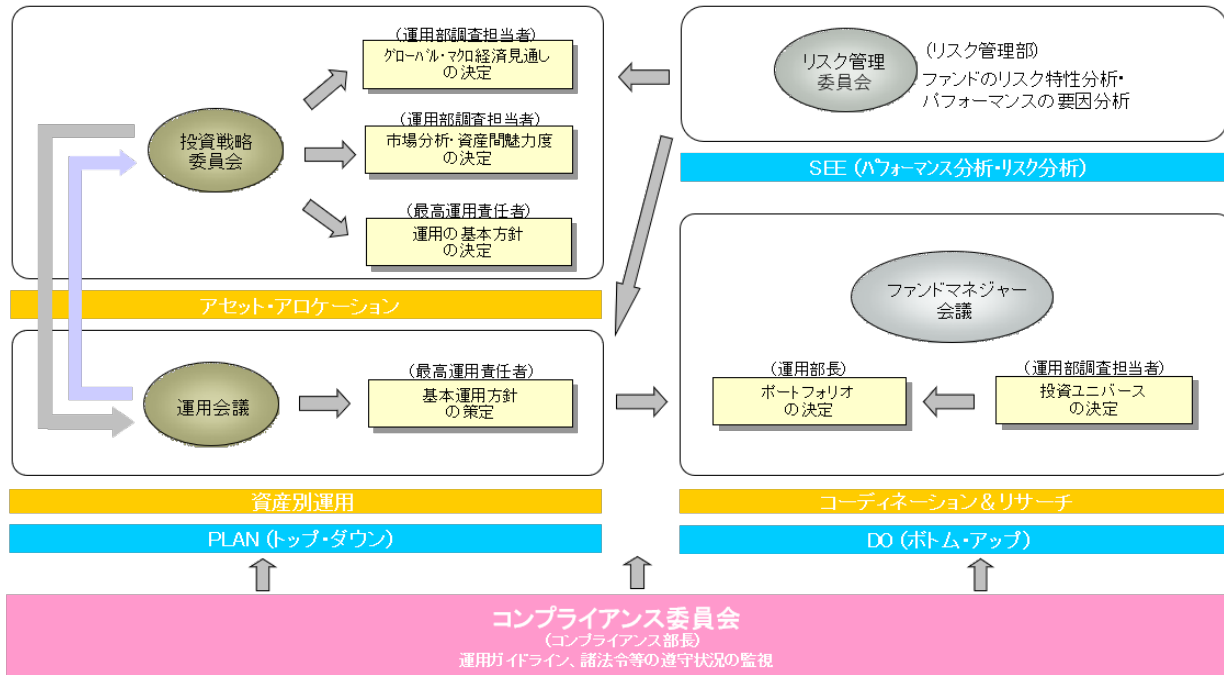 (運用部調査担当者)
グローバル・マクロ経済見通し
の決定
投資戦略
委員会
(運用部調査担当者)
市場分析・資産間魅力度
の決定
(最高運用責任者)
運用の基本方針
の決定
アセット・アロケーション
リスク管理
委員会
(リスク管理部)
ファンドのリスク特性分析・
パフォーマンスの要因分析
SEE (パフォーマンス分析・リスク分析)
運用会議
(最高運用責任者)
基本運用方針
の策定
資産別運用
PLAN (トップ・ダウン)
ファンドマネジャー
会議
(運用部長)
ポートフォリオ
の決定
(運用部調査担当者)
投資ユニバース
の決定
コーディネーション&リサーチ
DO (ボトム・アップ)
コンプライアンス委員会
(コンプライアンス部長)
運用ガイドライン、諸法令等の遵守状況の監視